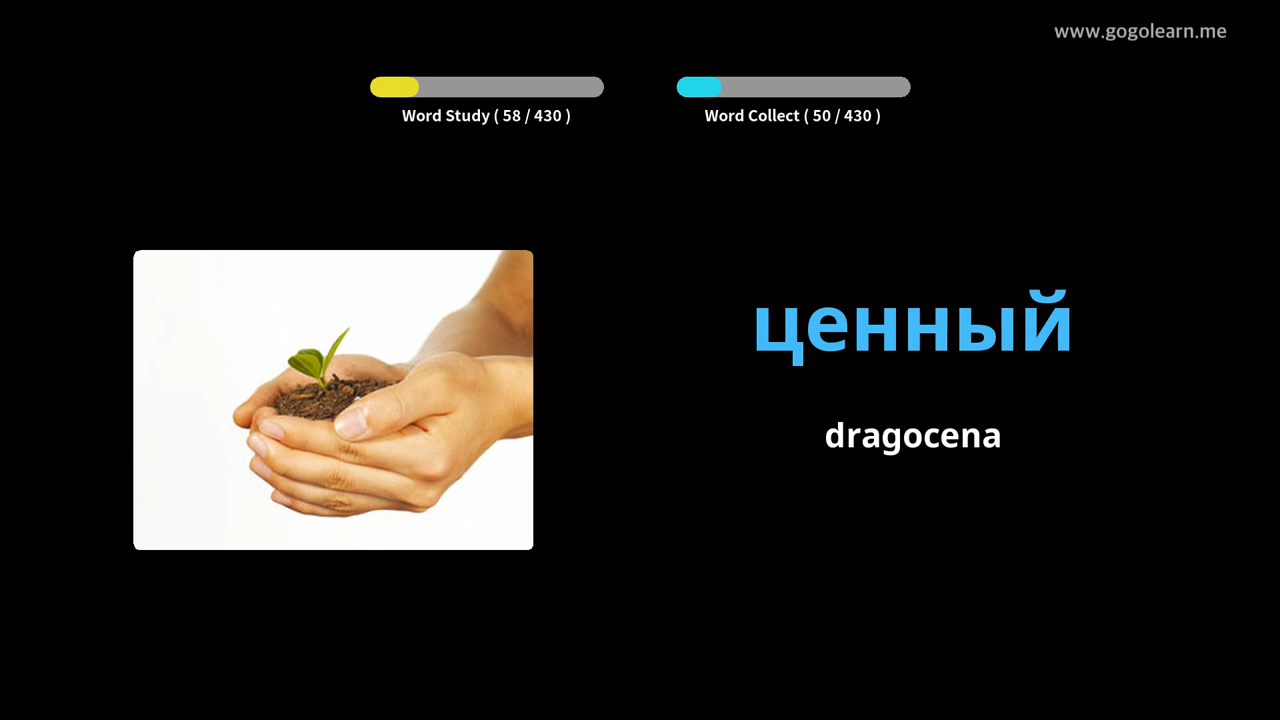 www.gogolearn.me
Word Study ( 58 / 430 )
Word Collect ( 50 / 430 )
ценный
dragocena